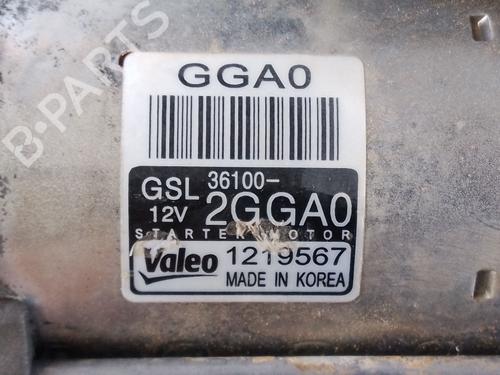 B-PARTS
GGA0
GSL 36100-
12V 2GGA0
STARTER MOTOR
Valeo 1219567
MADE IN KOREA